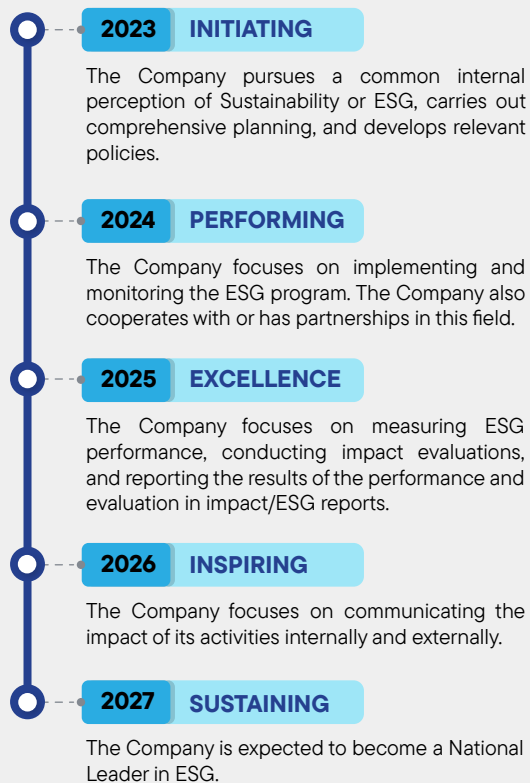 2023 INITIATING
The Company pursues a common internal
perception of Sustainability or ESG, carries out
comprehensive planning, and develops relevant
policies.
2024 PERFORMING
The Company focuses on implementing and
monitoring the ESG program. The Company also
cooperates with or has partnerships in this field.
2025 EXCELLENCE
The Company focuses on measuring ESG
performance, conducting impact evaluations,
and reporting the results of the performance and
evaluation in impact/ESG reports.
2026 INSPIRING
The Company focuses on communicating the
impact of its activities internally and externally.
2027 SUSTAINING
The Company is expected to become a National
Leader in ESG.